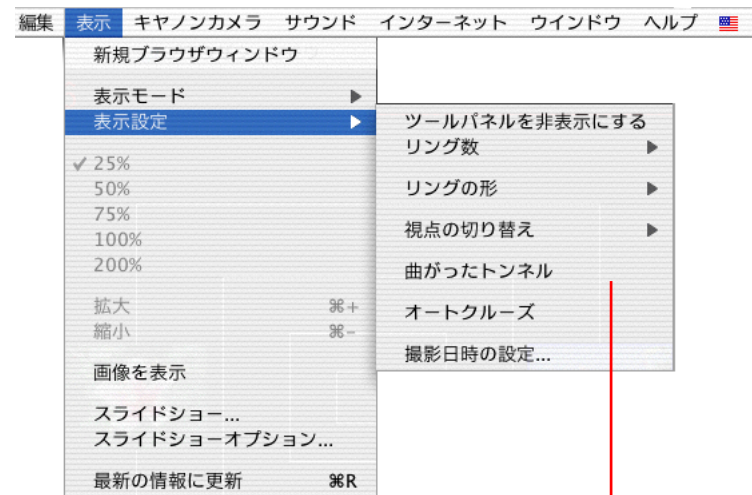 編集 表示 キヤノンカメラ サウンド インターネット ウインドウ ヘルプ
新規ブラウザウィンドウ
表示モード
表示設定
✓ 25%
50%
75%
100%
200%
拡大 ⌘+
縮小 ⌘-
画像を表示
スライドショー...
スライドショーオプション...
最新の情報に更新 ⌘R
ツールパネルを非表示にする
リング数
リングの形
視点の切り替え
曲がったトンネル
オートクルーズ
撮影日時の設定...